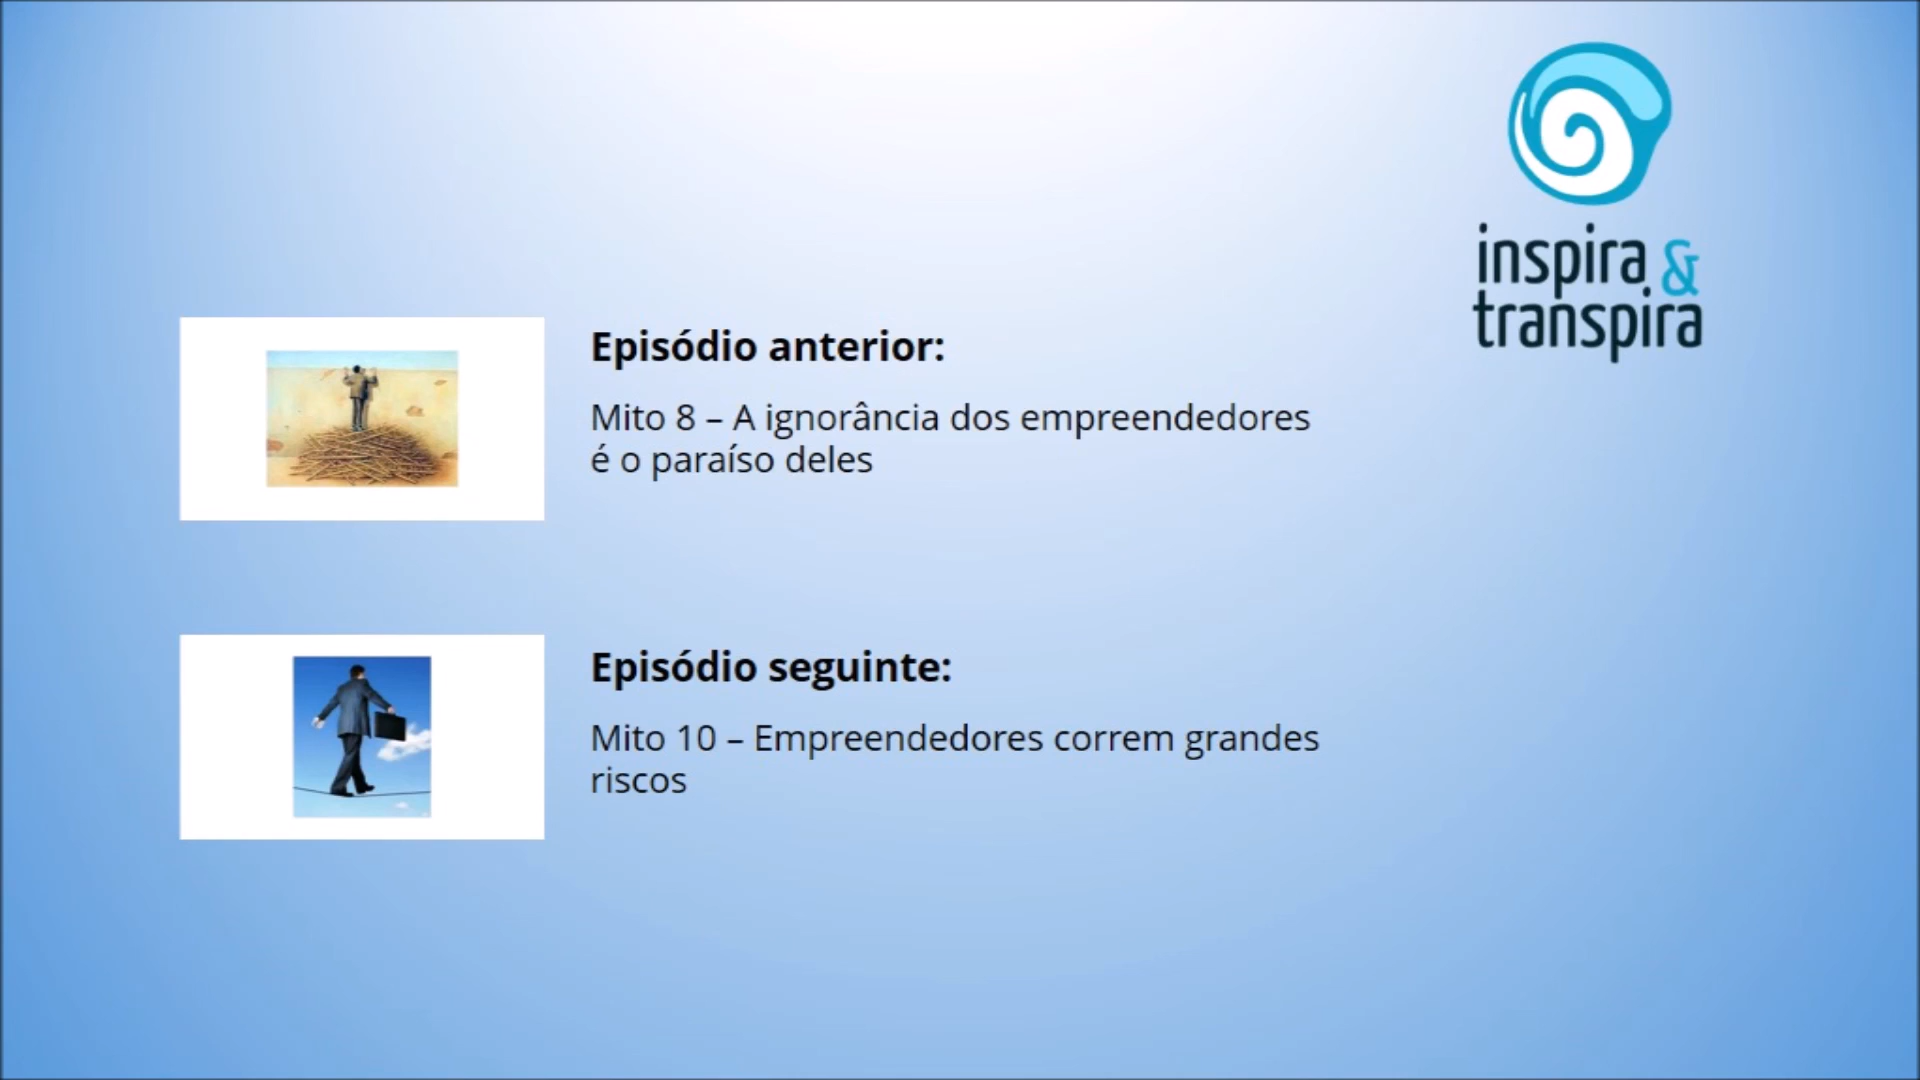 inspira &
transpira
Episódio anterior:
Mito 8 – A ignorância dos empreendedores
é o paraíso deles
Episódio seguinte:
Mito 10 – Empreendedores correm grandes
riscos